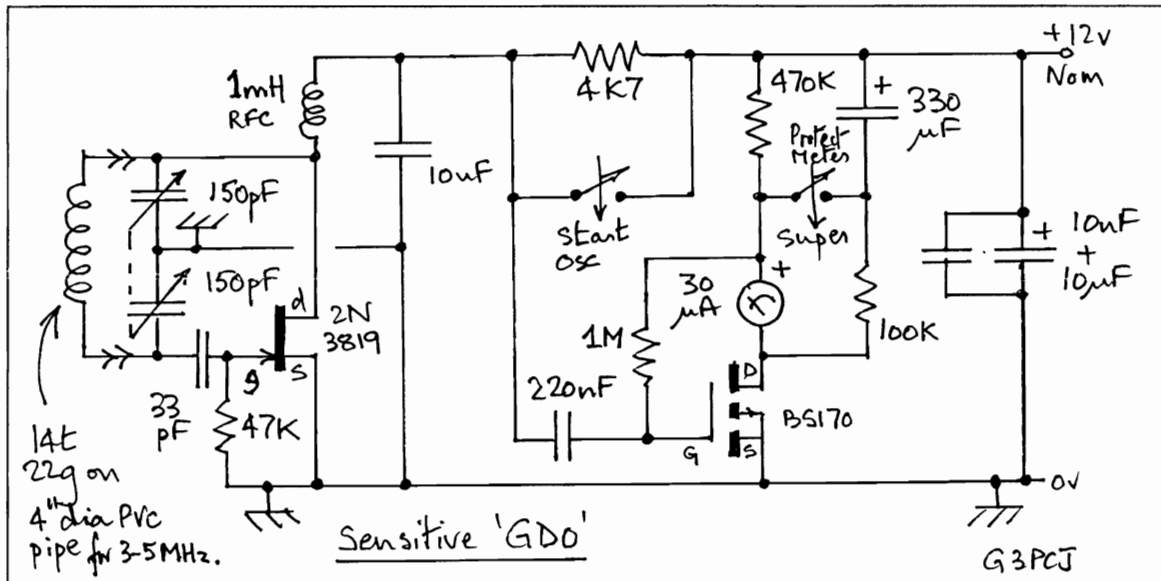 +12v
Nom
1mH
RFC
4K7
470K
+
330
µF
Protect
Meter
150pF
10uF
Start
Osc
Super
+
10nF
+
10µF
150pF
d
2N
3819
s
g
33
pF
47K
30
µA
+
1M
100K
220nF
D
G
S
BS170
14t
22g on
4" dia PVC
pipe for 3-5MHz.
0v
Sensitive 'GDO'
G3PCJ